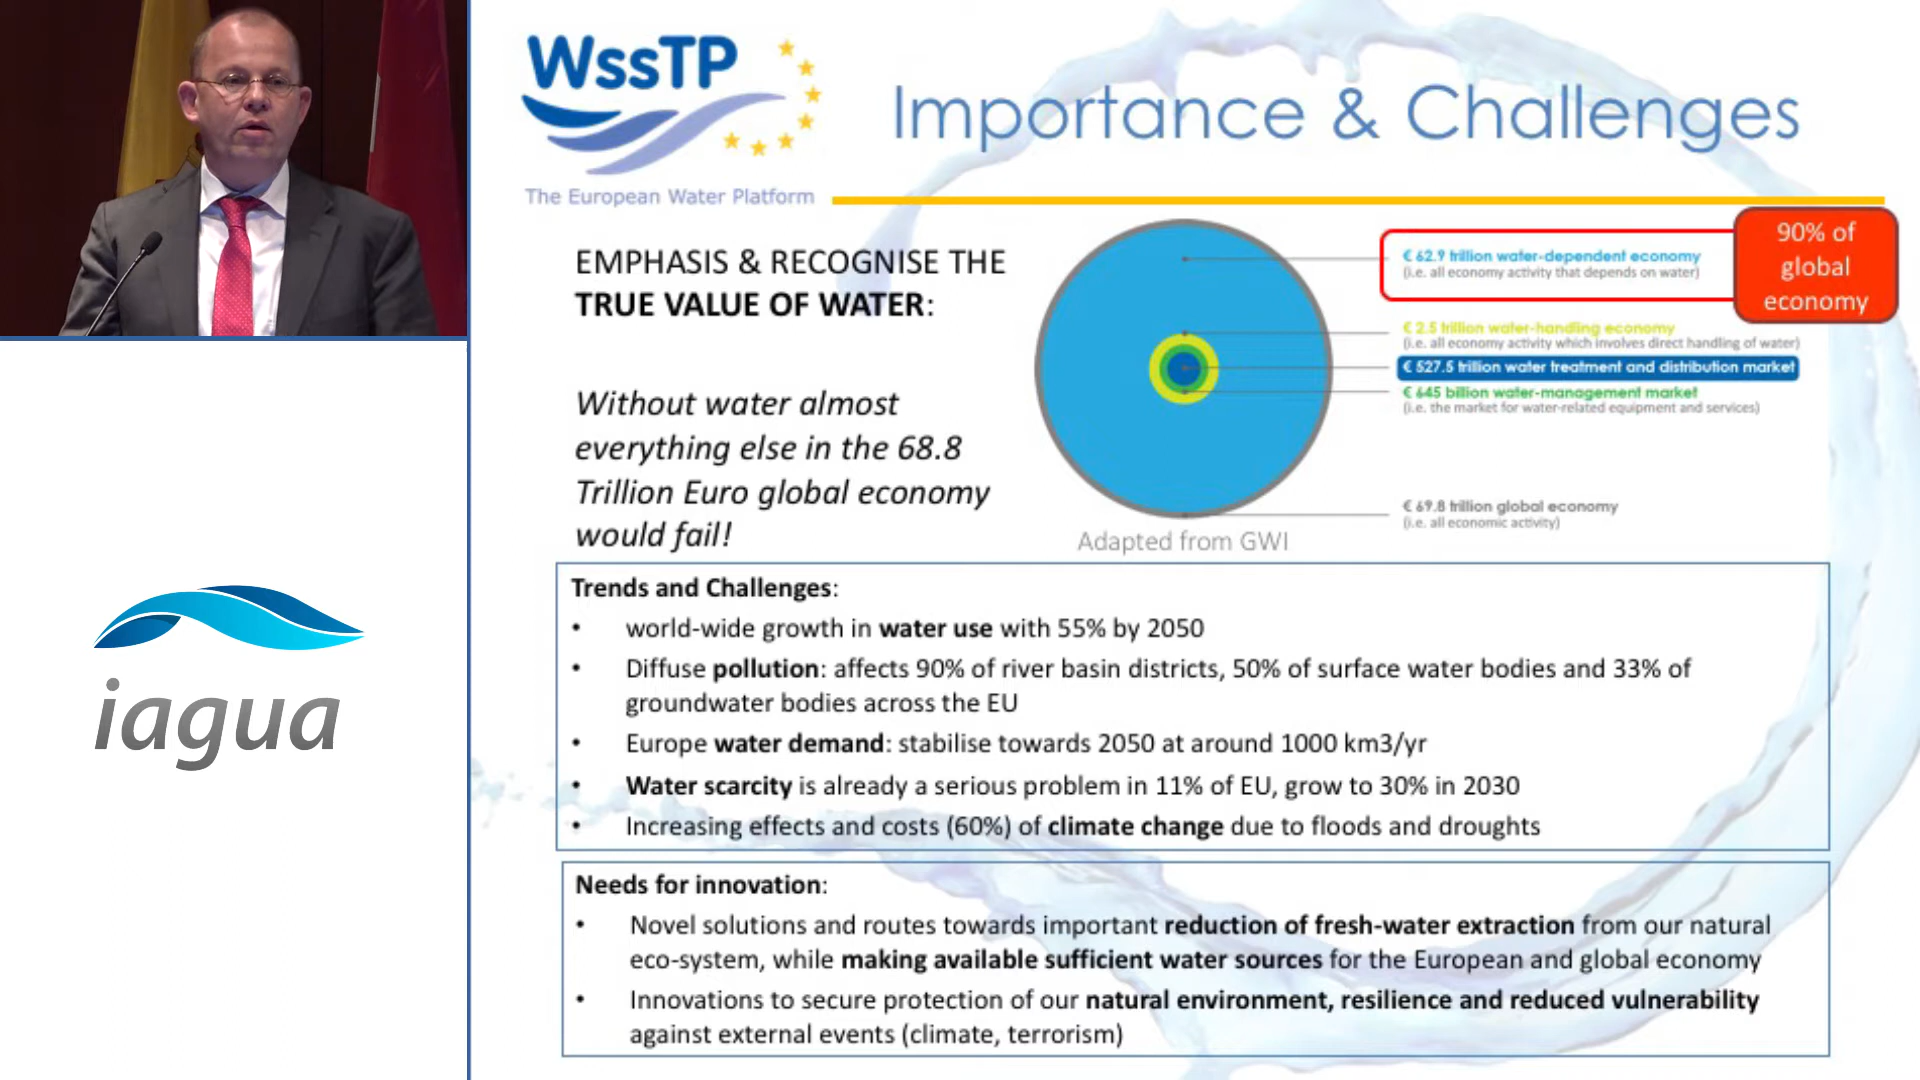 WssTP
The European Water Platform
Importance & Challenges
EMPHASIS & RECOGNISE THE
TRUE VALUE OF WATER:
Without water almost
everything else in the 68.8
Trillion Euro global economy
would fail!
€ 62.9 trillion water-dependent economy
(i.e. all economy activity that depends on water)
90% of
global
economy
€ 2.5 trillion water-handling economy
(i.e. all economy activity which involves direct handling of water)
€ 527.5 trillion water treatment and distribution market
€ 645 billion water-management market
(i.e. the market for water-related equipment and services)
€ 69.8 trillion global economy
(i.e. all economic activity)
Adapted from GWI
Trends and Challenges:
• world-wide growth in water use with 55% by 2050
• Diffuse pollution: affects 90% of river basin districts, 50% of surface water bodies and 33% of
groundwater bodies across the EU
• Europe water demand: stabilise towards 2050 at around 1000 km3/yr
• Water scarcity is already a serious problem in 11% of EU, grow to 30% in 2030
• Increasing effects and costs (60%) of climate change due to floods and droughts
Needs for innovation:
• Novel solutions and routes towards important reduction of fresh-water extraction from our natural
eco-system, while making available sufficient water sources for the European and global economy
• Innovations to secure protection of our natural environment, resilience and reduced vulnerability
against external events (climate, terrorism)
iagua